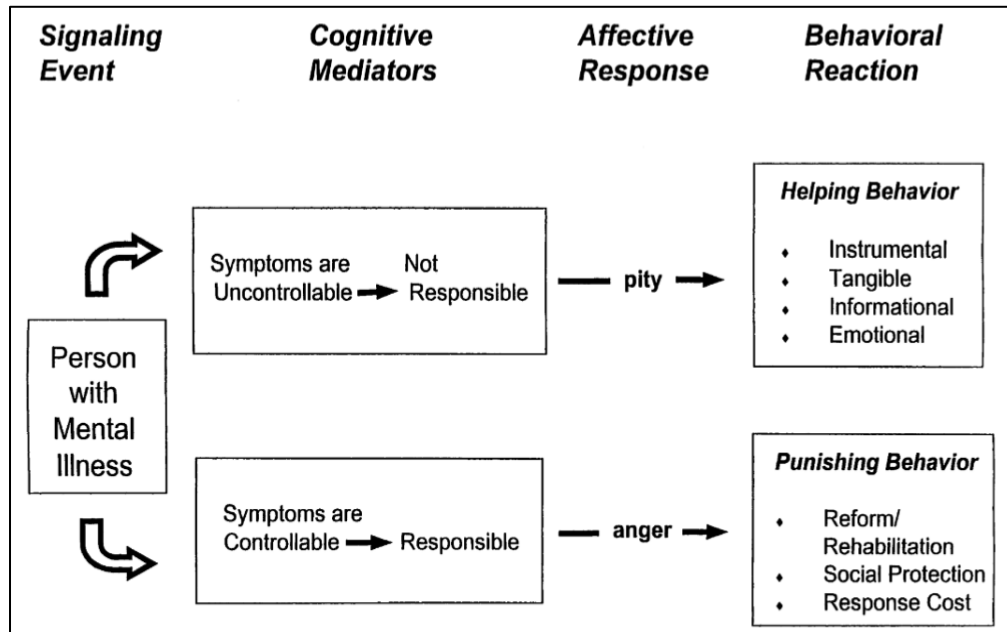 Signaling Event
Cognitive Mediators
Affective Response
Behavioral Reaction
Person
with
Mental
Illness
Symptoms are
Uncontrollable
Not
Responsible
pity
Helping Behavior
Instrumental
Tangible
Informational
Emotional
Symptoms are
Controllable
Responsible
anger
Punishing Behavior
Reform/
Rehabilitation
Social Protection
Response Cost